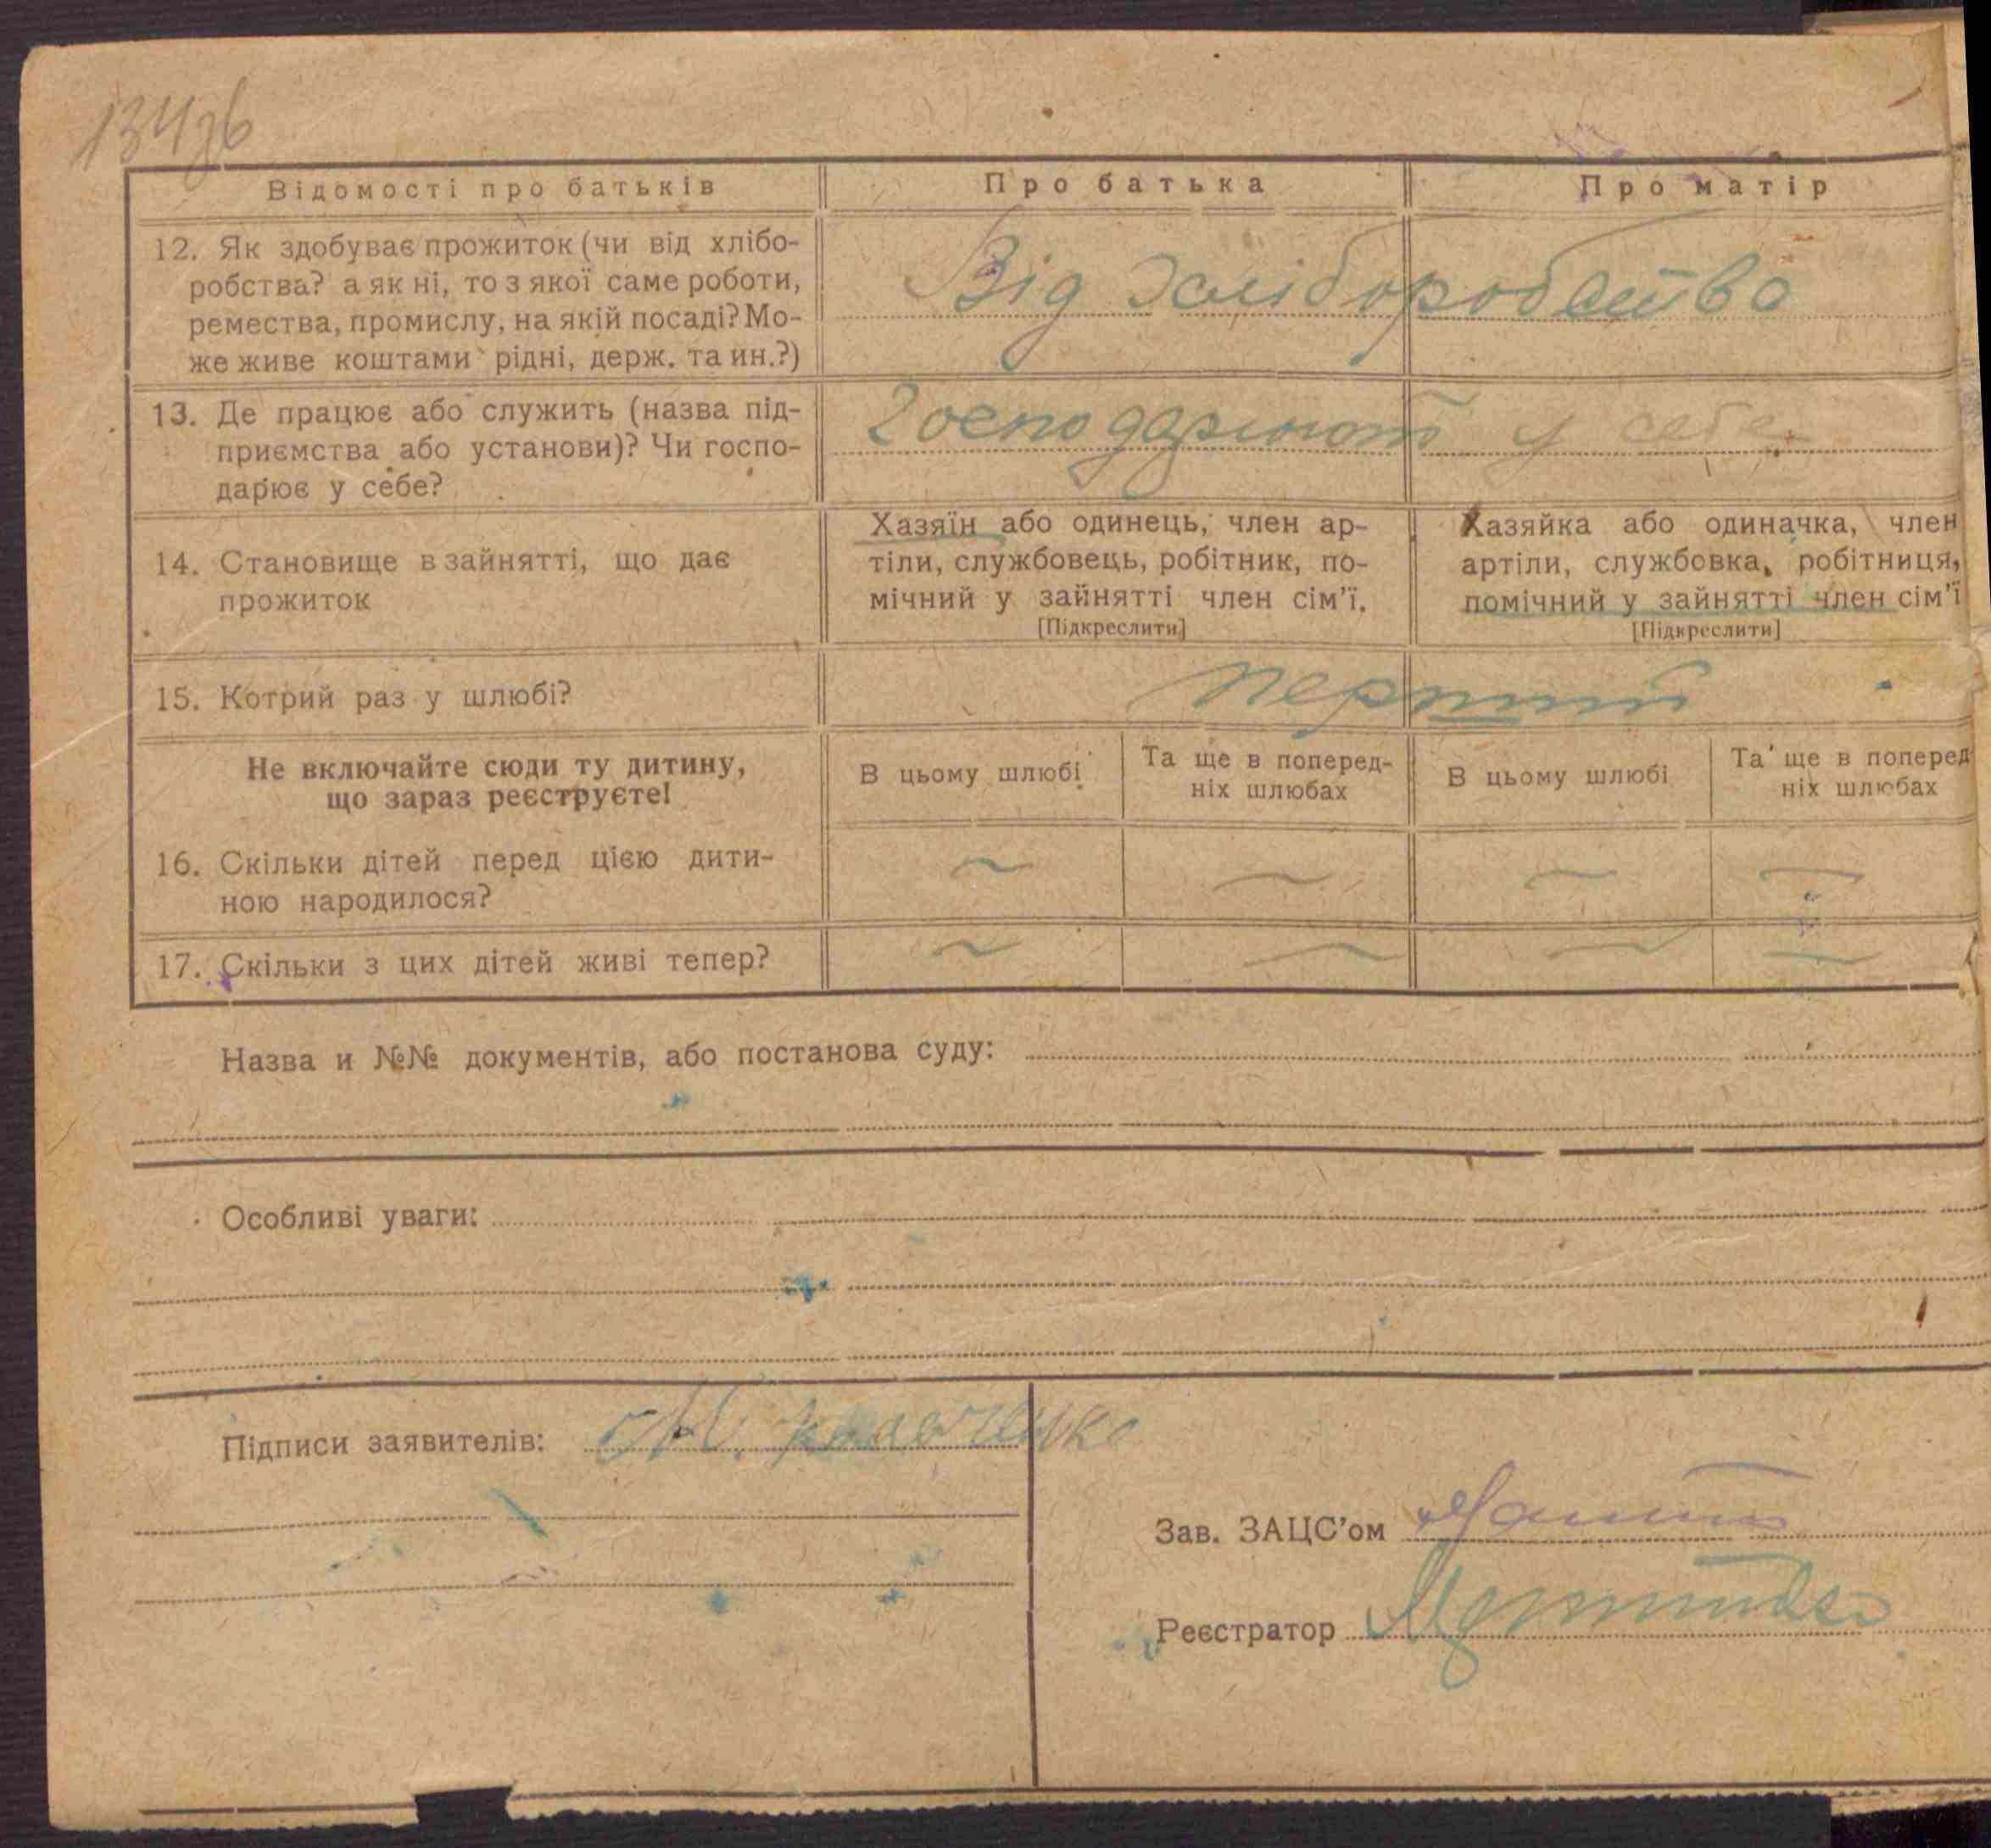 134зв
Відомості про батьків
Про батька
Про матір
12. Як здобуває прожиток (чи від хлібо-
робства? а як ні, то з якої саме роботи,
ремества, промислу, на якій посаді? Мо-
же живе коштами рідні, держ. та ин.?)
Від хліборобства
13. Де працює або служить (назва під-
приємства або установи)? Чи госпо-
дарює у себе?
Господарюют у себе
14. Становище в зайнятті, що дає
прожиток
Хазяїн або одинець, член ар-
тіли, службовець, робітник, по-
мічний у зайнятті член сім'ї.
[Підкреслити]
Хазяйка або одиначка, член
артіли, службовка, робітниця,
помічний у зайнятті член сім'ї
[Підкреслити]
15. Котрий раз у шлюбі?
перший
Не включайте сюди ту дитину,
що зараз реєструєте!
В цьому шлюбі
Та ще в поперед-
ніх шлюбах
В цьому шлюбі
Та ще в поперед
ніх шлюбах
16. Скільки дітей перед цією дити-
ною народилося?
17. Скільки з цих дітей живі тепер?
Назва и №№ документів, або постанова суду:
Особливі уваги:
Підписи заявителів:
Зав. ЗАЦС'ом
Реєстратор